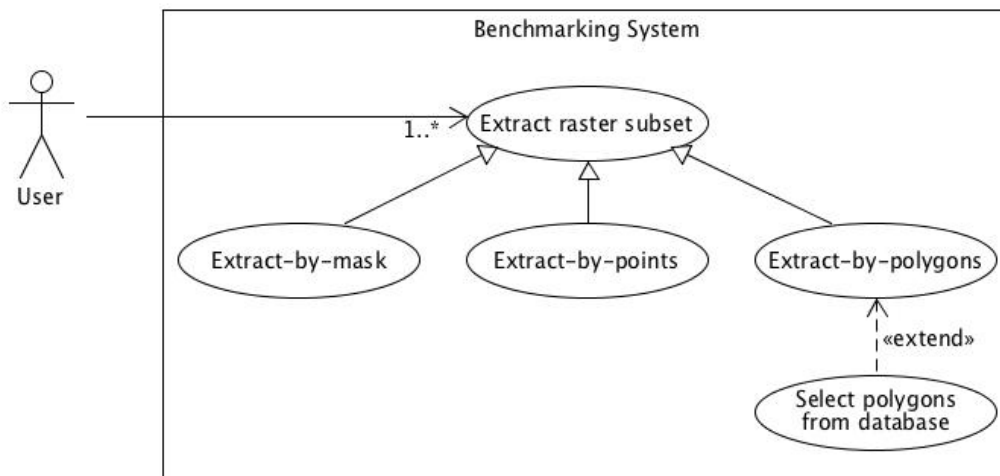 Benchmarking System
User
1..*
Extract raster subset
Extract-by-mask
Extract-by-points
Extract-by-polygons
«extend»
Select polygons
from database